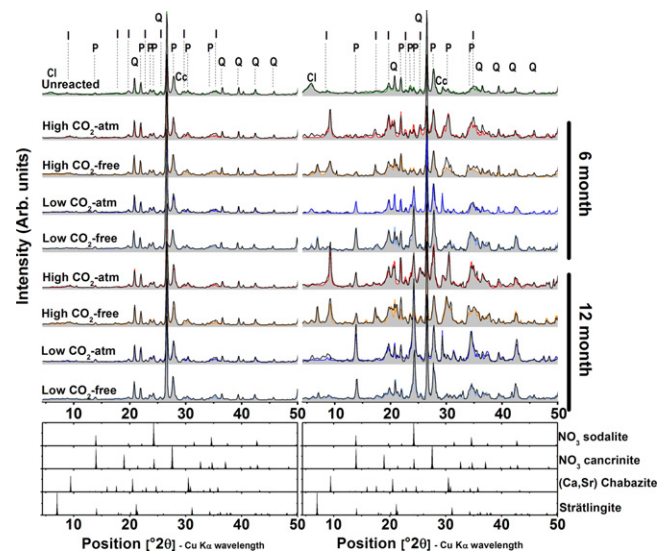 Q
Q
I I I I I I I
I I I I I I
P P PP P P P
P P P PP P P P
Q Cc Q Q Q Q
Q Cc Q Q Q Q
Cl
Cl
Unreacted
High CO2-atm
High CO2-free
Low CO2-atm
Low CO2-free
High CO2-atm
High CO2-free
Low CO2-atm
Low CO2-free
6 month
12 month
Intensity (Arb. units)
10 20 30 40 50 10 20 30 40 50
NO3 sodalite
NO3 cancrinite
(Ca,Sr) Chabazite
Strätlingite
10 20 30 40 50 10 20 30 40 50
Position [°2θ] - Cu Kα wavelength
Position [°2θ] - Cu Kα wavelength